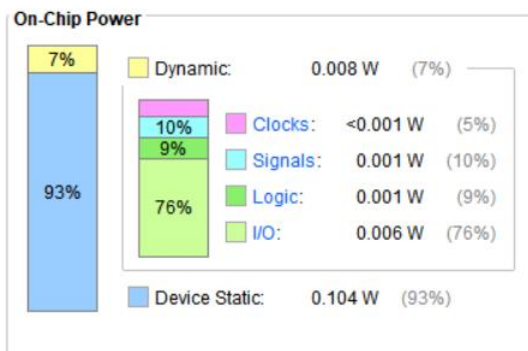 On-Chip Power
7% Dynamic: 0.008 W (7%)
Clocks: <0.001 W (5%)
10% Signals: 0.001 W (10%)
9% Logic: 0.001 W (9%)
93% 76% I/O: 0.006 W (76%)
Device Static: 0.104 W (93%)